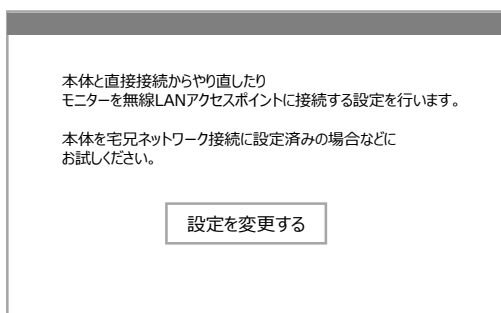 本体と直接接続からやり直したり
モニターを無線LANアクセスポイントに接続する設定を行います。
本体を宅兄ネットワーク接続に設定済みの場合などに
お試しください。
設定を変更する